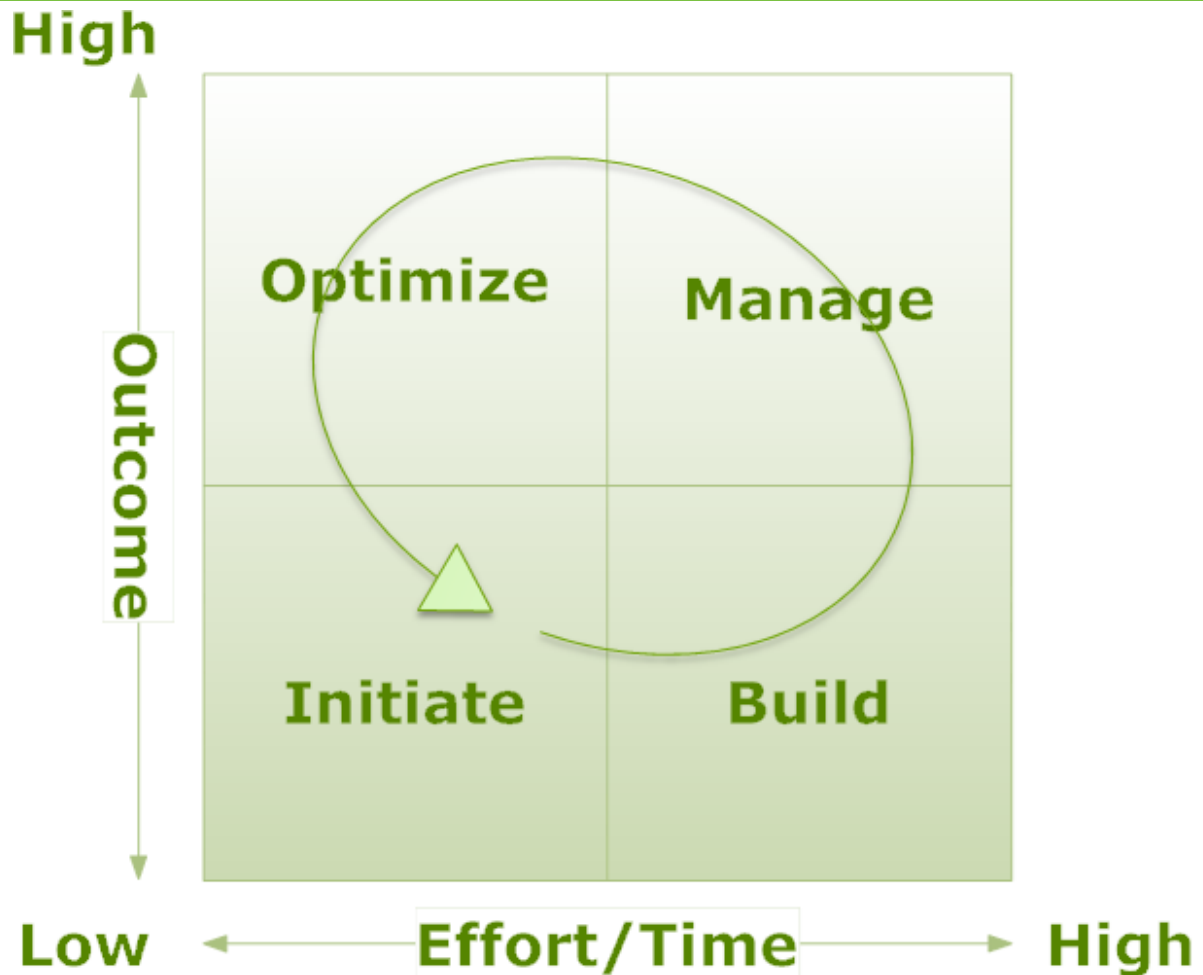 High
Optimize
Manage
Outcome
Initiate
Build
Low
Effort/Time
High